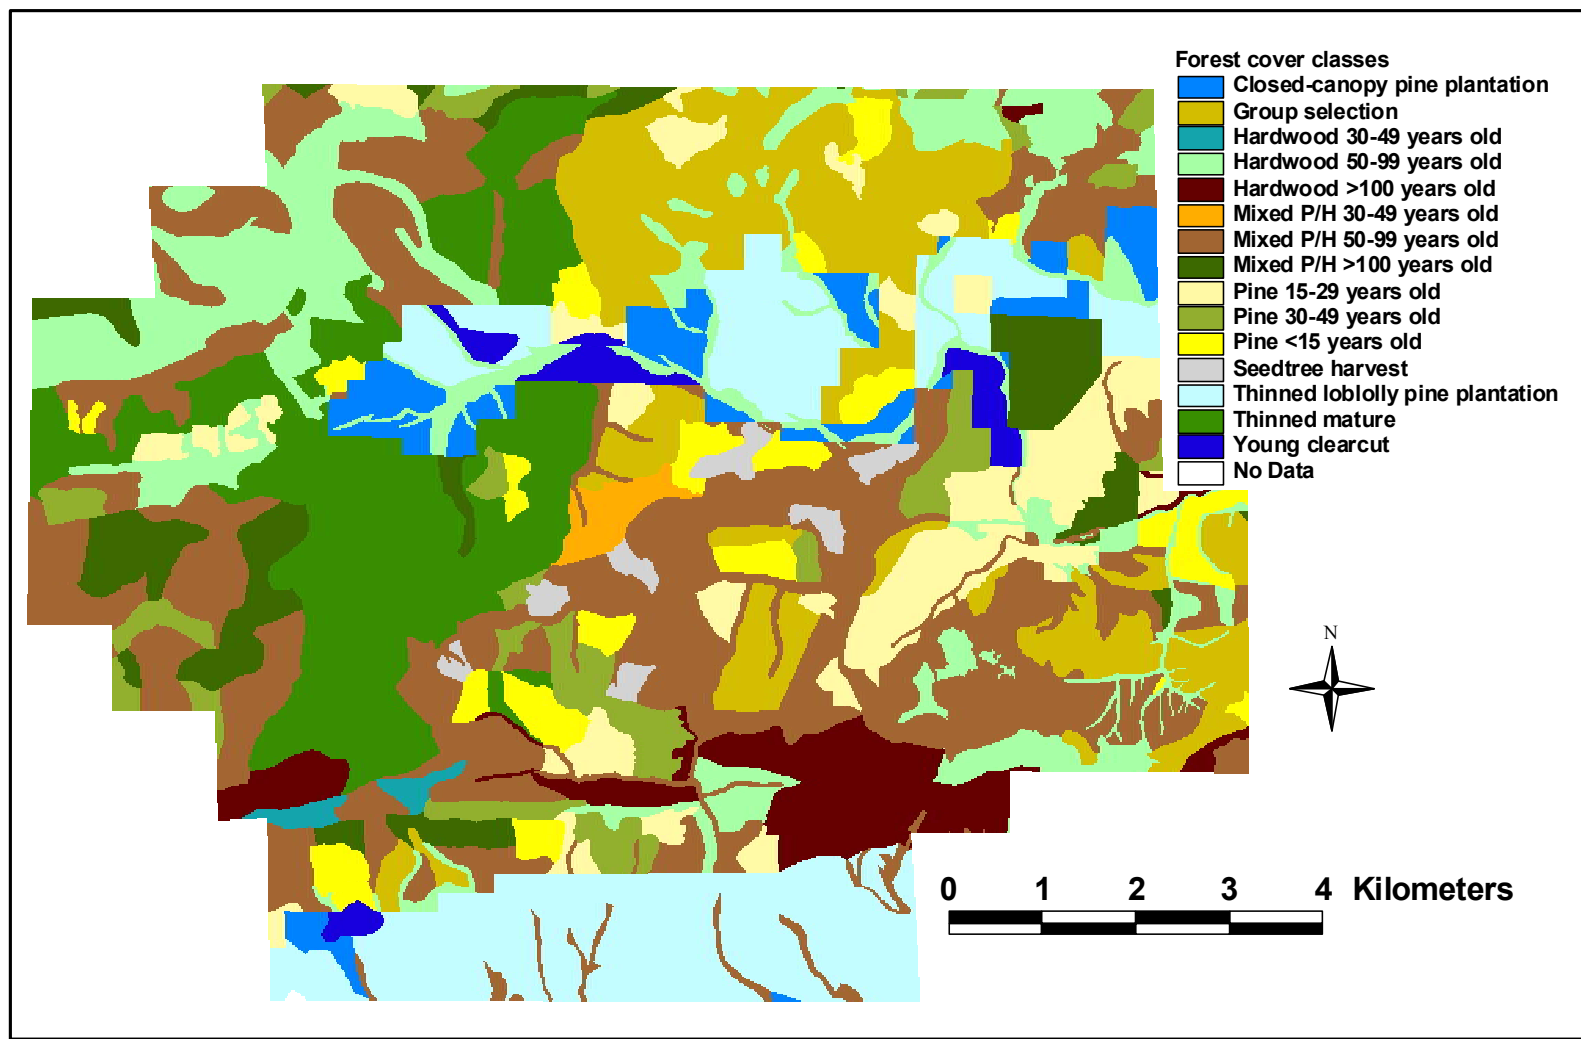 Forest cover classes
Closed-canopy pine plantation
Group selection
Hardwood 30-49 years old
Hardwood 50-99 years old
Hardwood >100 years old
Mixed P/H 30-49 years old
Mixed P/H 50-99 years old
Mixed P/H >100 years old
Pine 15-29 years old
Pine 30-49 years old
Pine <15 years old
Seedtree harvest
Thinned loblolly pine plantation
Thinned mature
Young clearcut
No Data
N
0 1 2 3 4 Kilometers